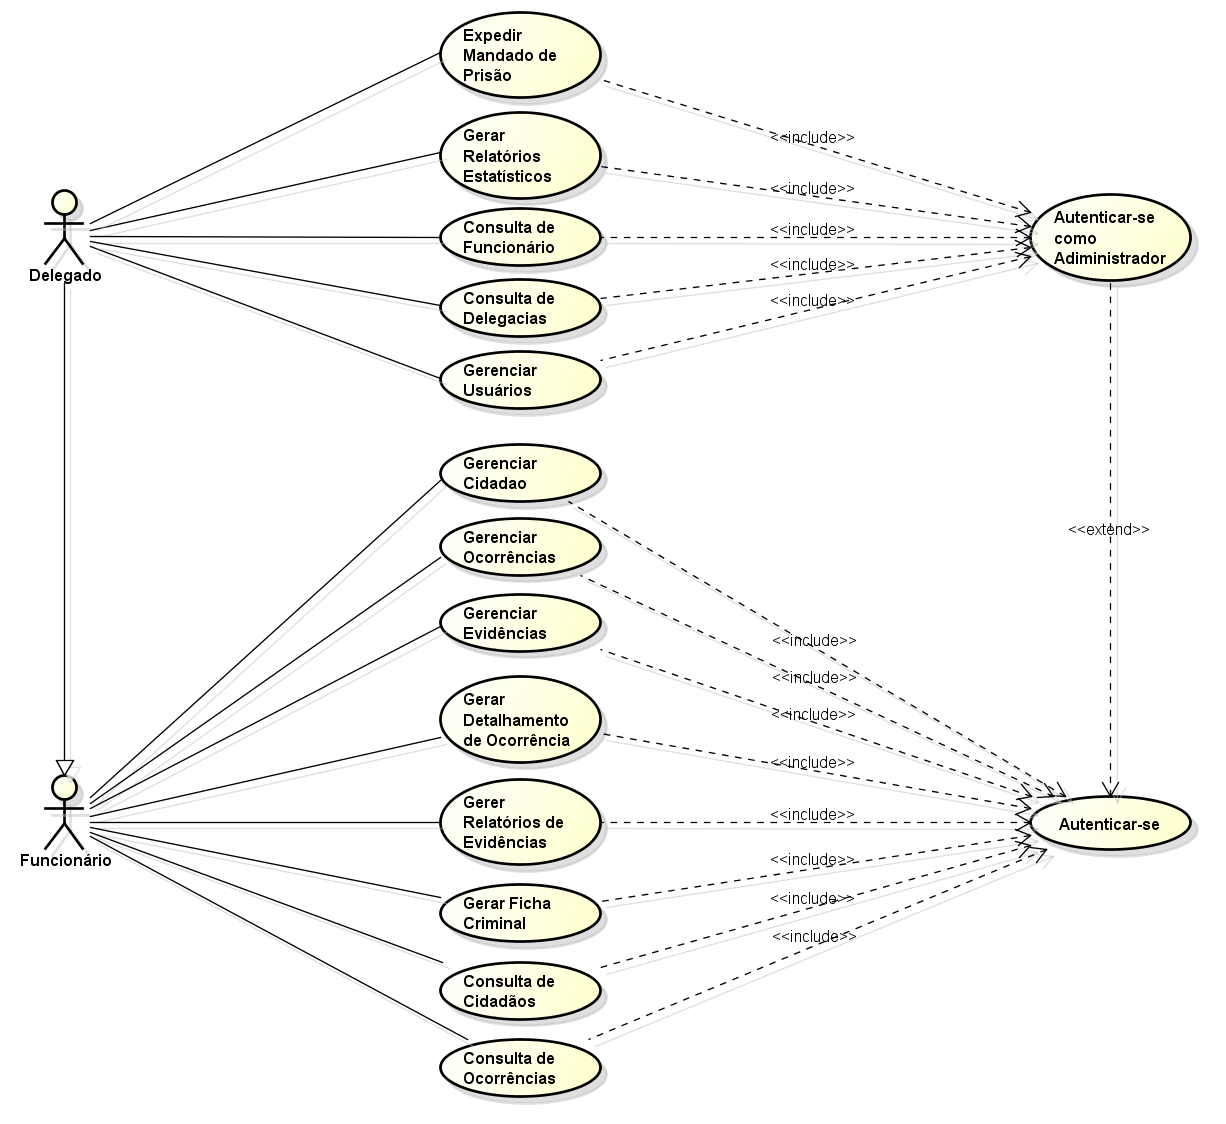 Expedir
Mandado de
Prisão
<<include>>
Gerar
Relatórios
Estatísticos
<<include>>
Consulta de
Funcionário
<<include>>
Autenticar-se
como
Adiministrador
Delegado
Consulta de
Delegacias
<<include>>
Gerenciar
Usuários
<<include>>
Gerenciar
Cidadao
<<extend>>
Gerenciar
Ocorrências
Gerenciar
Evidências
<<include>>
<<include>>
<<include>>
Gerar
Detalhamento
de Ocorrência
<<include>>
Gerer
Relatórios de
Evidências
<<include>>
Autenticar-se
Funcionário
<<include>>
Gerar Ficha
Criminal
<<include>>
<<include>>
Consulta de
Cidadãos
Consulta de
Ocorrências